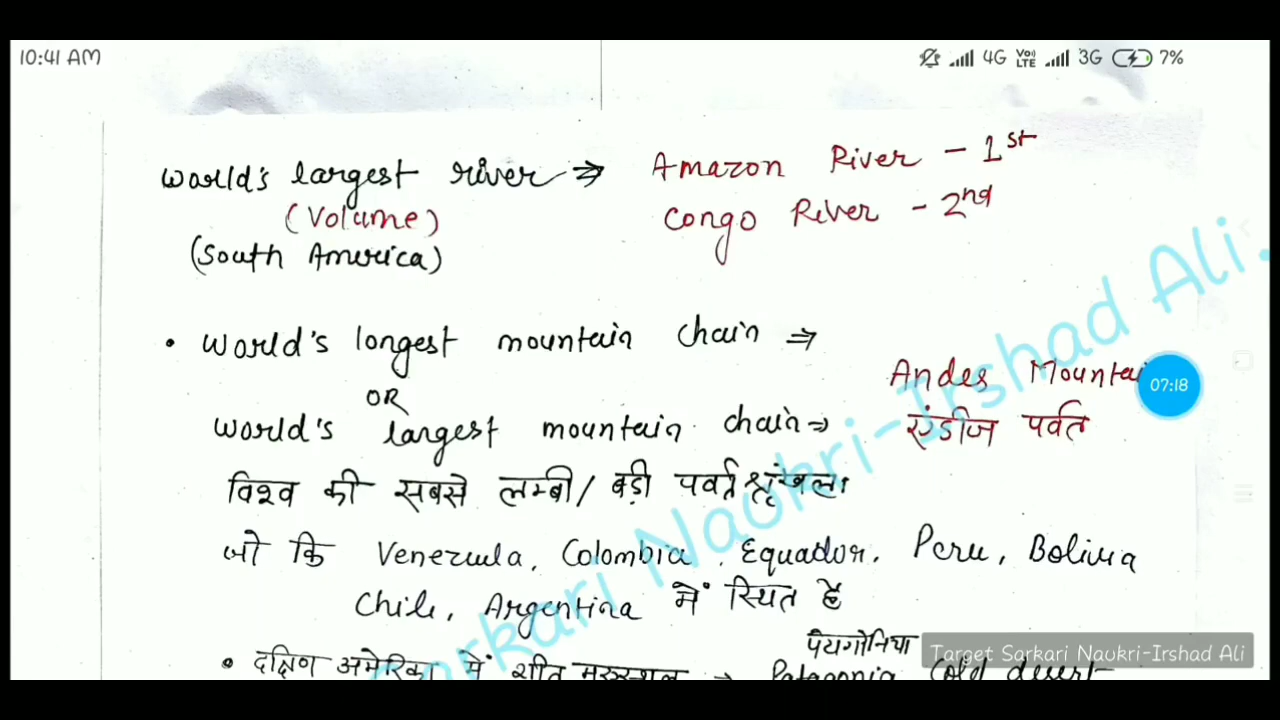 10:41 AM
4G VoLTE 3G 7%
World's largest river ⇒ Amazon River - 1st
(Volume) Congo River - 2nd
(South America)
• World's longest mountain chain ⇒
Andes Mountai
07:18
OR
World's largest mountain chain ⇒ एंडीज पर्वत
विश्व की सबसे लम्बी/ बड़ी पवर्त श्रृंखला
जो कि Venezula, Colombia, Equador, Peru, Bolivia
Chile, Argentina में स्थित है
पेटागोनिया
• दक्षिण अमेरिका में शीत मरुस्थल → Patagonia Cold desert
Target Sarkari Naukri-Irshad Ali
Sarkari Naukri-Irshad Ali.